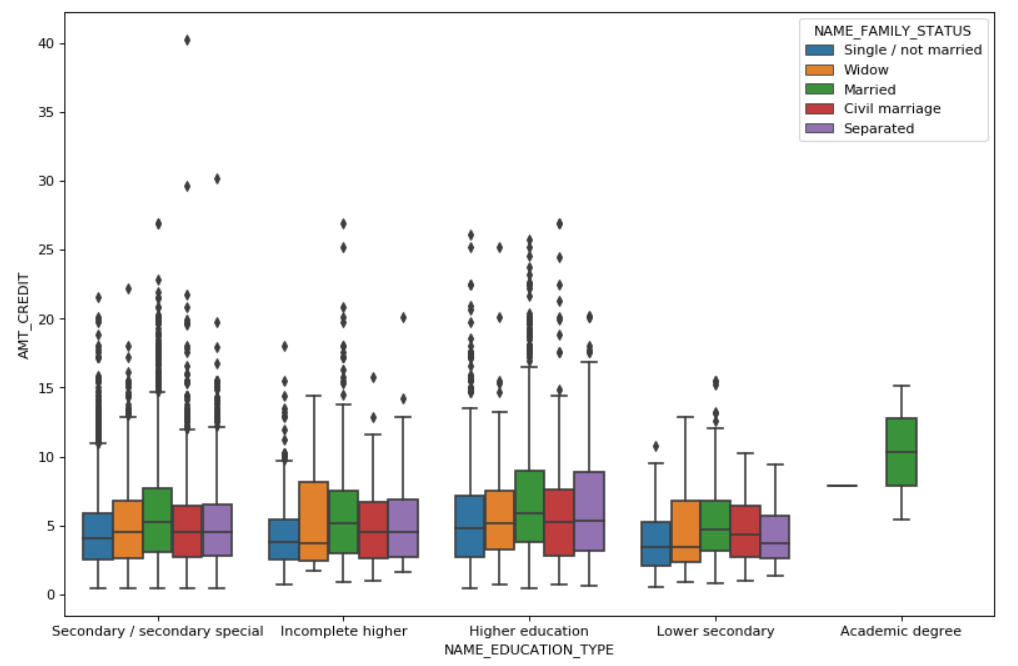 NAME_FAMILY_STATUS
Single / not married
Widow
Married
Civil marriage
Separated
AMT_CREDIT
40
35
30
25
20
15
10
5
0
Secondary / secondary special Incomplete higher Higher education Lower secondary Academic degree
NAME_EDUCATION_TYPE